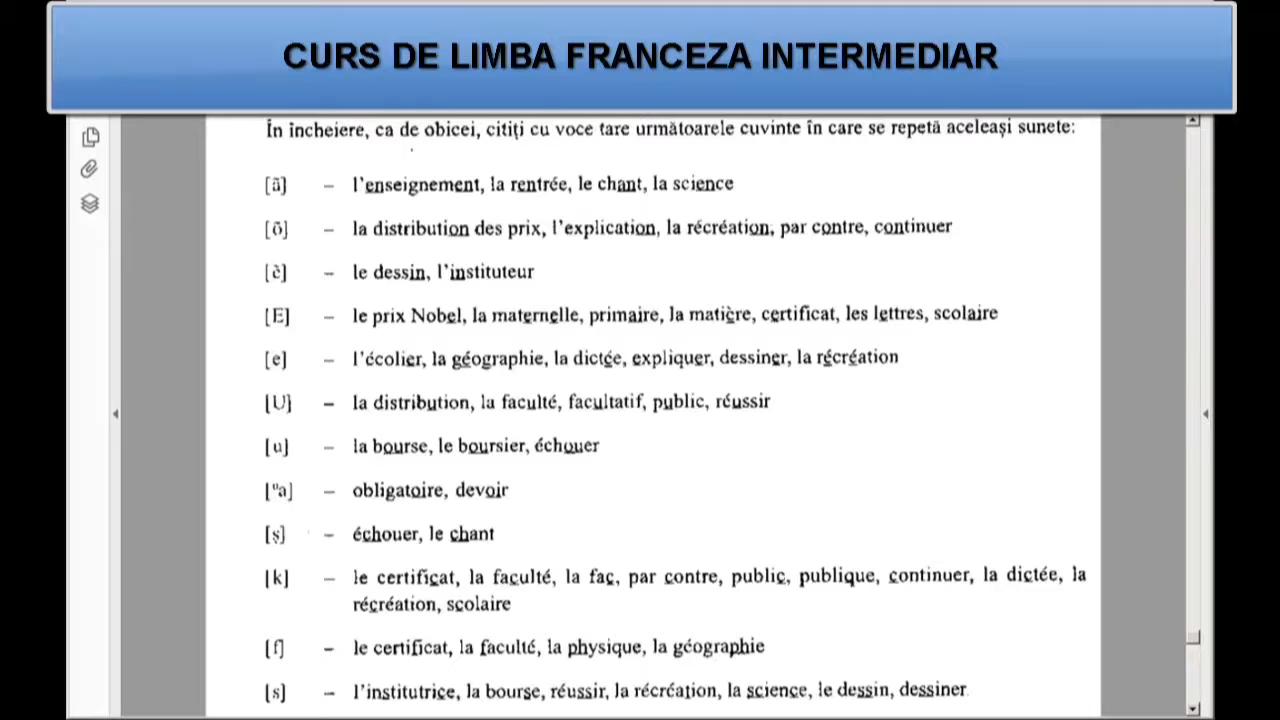 CURS DE LIMBA FRANCEZA INTERMEDIAR
În încheiere, ca de obicei, citiți cu voce tare următoarele cuvinte în care se repetă aceleași sunete:
[ã] – l'enseignement, la rentrée, le chant, la science
[õ] – la distribution des prix, l'explication, la récréation, par contre, continuer
[ẽ] – le dessin, l'instituteur
[E] – le prix Nobel, la maternelle, primaire, la matière, certificat, les lettres, scolaire
[e] – l'écolier, la géographie, la dictée, expliquer, dessiner, la récréation
[U] – la distribution, la faculté, facultatif, public, réussir
[u] – la bourse, le boursier, échouer
[ᵘa] – obligatoire, devoir
[ș] – échouer, le chant
[k] – le certificat, la faculté, la fac, par contre, public, publique, continuer, la dictée, la
récréation, scolaire
[f] – le certificat, la faculté, la physique, la géographie
[s] – l'institutrice, la bourse, réussir, la récréation, la science, le dessin, dessiner